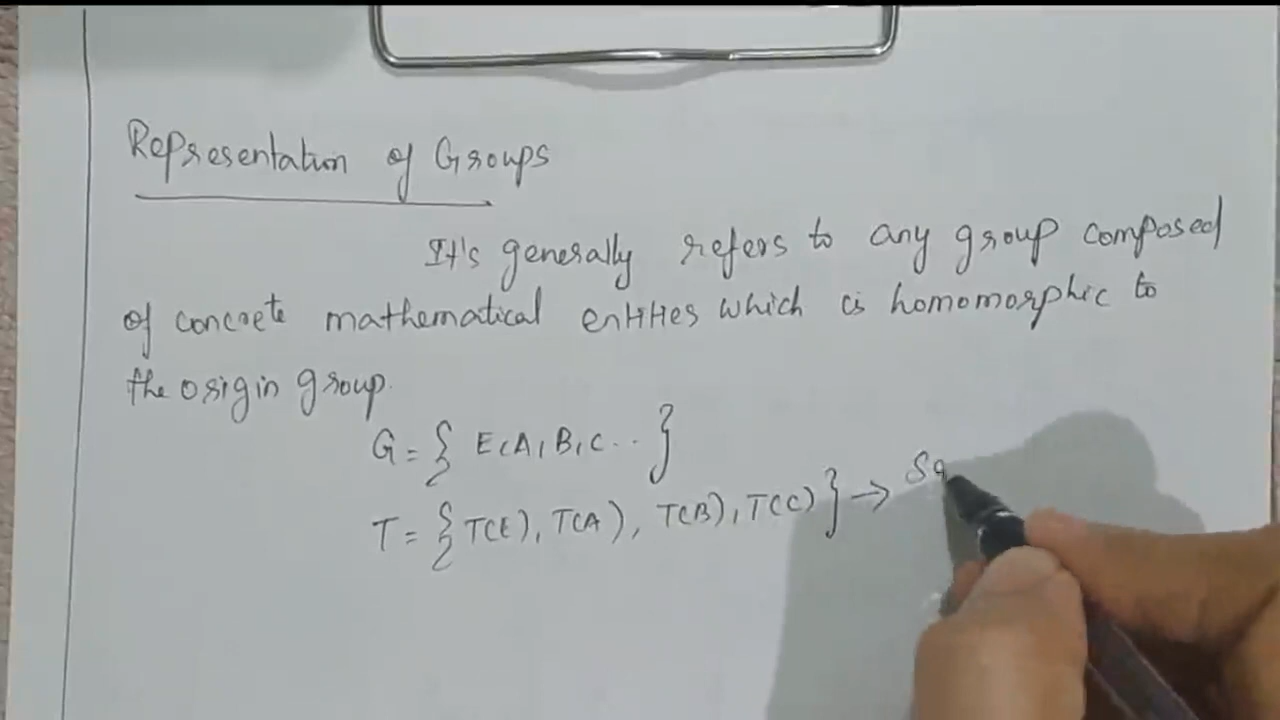 Representation of Groups
It's generally refers to any group composed
of concrete mathematical entities which is homomorphic to
the origin group.
G = { E, A, B, C .. }
T = { T(E), T(A), T(B), T(C) } → Sq